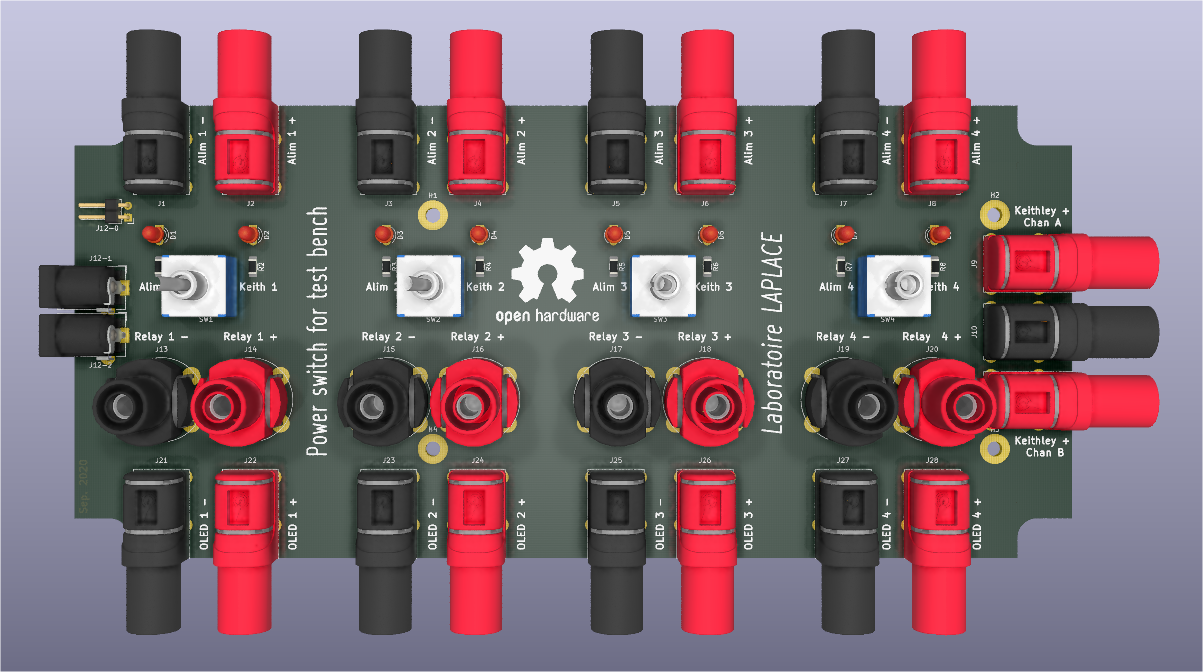 Alim 1 -
Alim 1 +
Alim 2 -
Alim 2 +
Alim 3 -
Alim 3 +
Alim 4 -
Alim 4 +
J1
J2
J3
J4
J5
J6
J7
J8
H1
H2
Keithley +
Chan A
J12-0
D1
D2
D3
D4
D5
D6
D7
D8
J12-1
R2
R3
R4
R5
R6
R7
R8
J9
Alim
Keith 1
Alim 2
Keith 2
Alim 3
Keith 3
Alim 4
Keith 4
SW1
SW2
SW3
SW4
Power switch for test bench
open hardware
Laboratoire LAPLACE
J10
Relay 1 -
Relay 1 +
Relay 2 -
Relay 2 +
Relay 3 -
Relay 3 +
Relay 4 -
Relay 4 +
J12-2
J13
J14
J15
J16
J17
J18
J19
J20
H4
Keithley +
Chan B
Sep. 2020
J21
J22
J23
J24
J25
J26
J27
J28
OLED 1 -
OLED 1 +
OLED 2 -
OLED 2 +
OLED 3 -
OLED 3 +
OLED 4 -
OLED 4 +